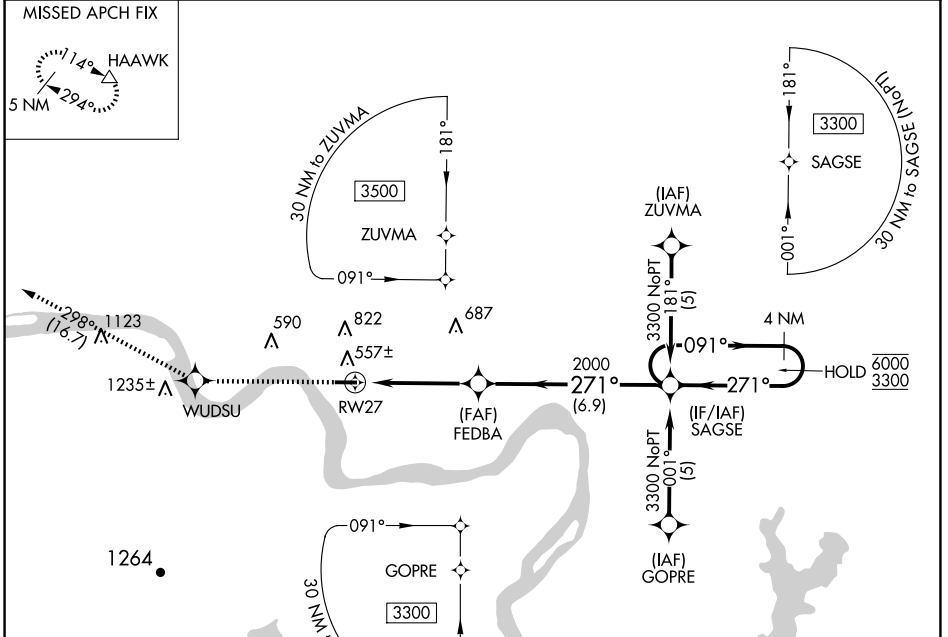 MISSED APCH FIX
114°
HAAWK
5 NM
294°
30 NM to ZUVMA
181°
3500
ZUVMA
091°
181°
3300
SAGSE
001°
30 NM to SAGSE (NoPT)
(IAF)
ZUVMA
3300 NoPT
181°
(5)
4 NM
091°
HOLD
6000
3300
271°
(IF/IAF)
SAGSE
298°
(16.7)
1123
590
822
687
557±
1235±
WUDSU
RW27
(FAF)
FEDBA
2000
271°
(6.9)
3300 NoPT
001°
(5)
(IAF)
GOPRE
1264
091°
GOPRE
3300
30 NM